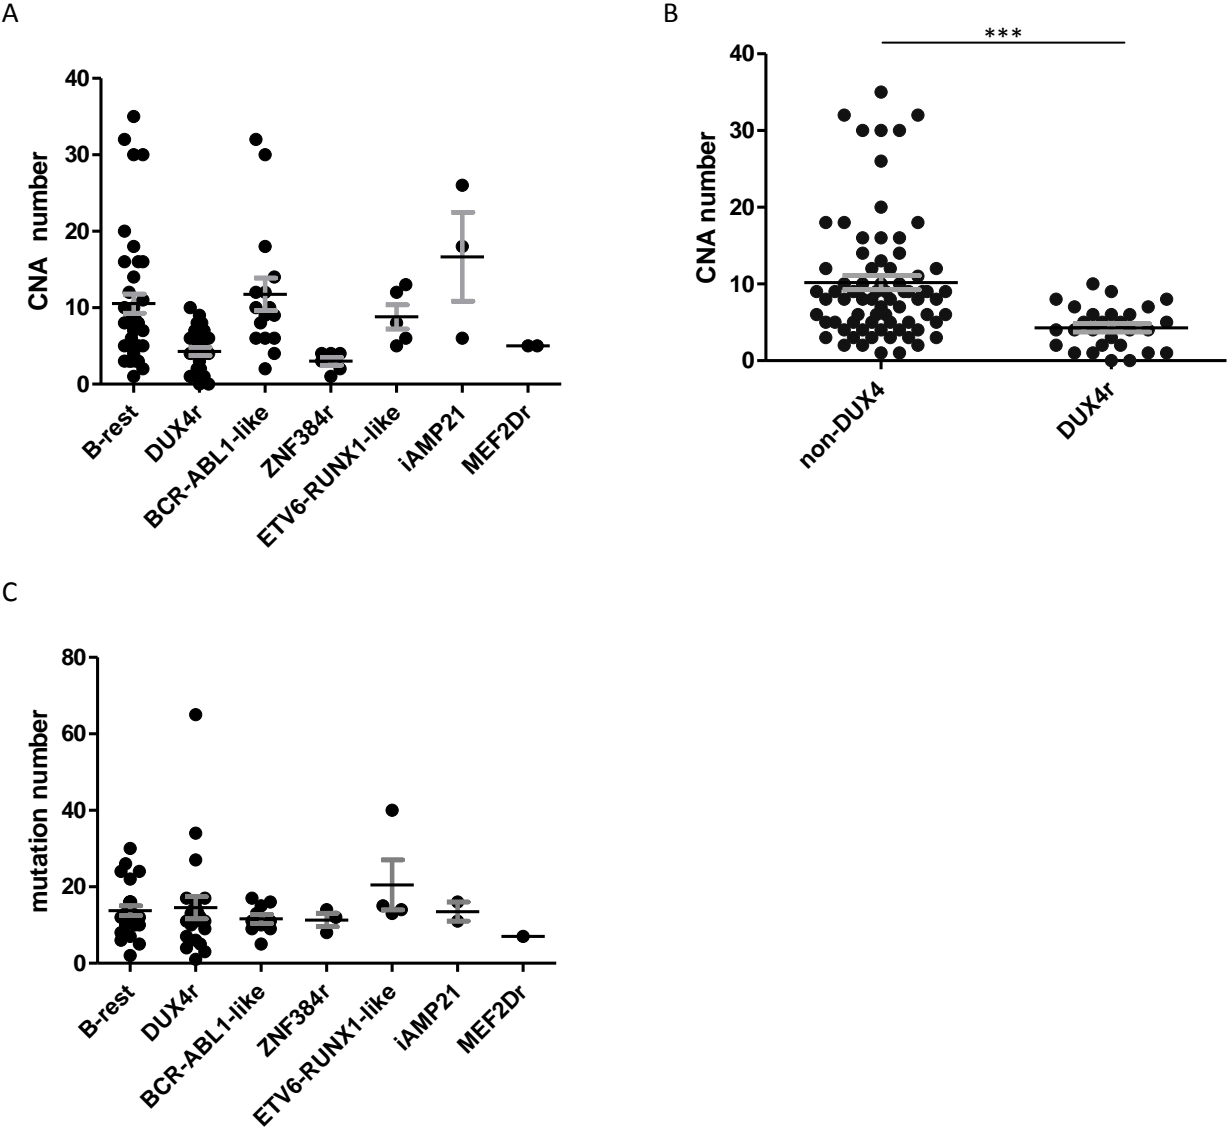 A
CNA number
40
30
20
10
0
B-rest
DUX4r
BCR-ABL1-like
ZNF384r
ETV6-RUNX1-like
iAMP21
MEF2Dr
B
***
CNA number
40
30
20
10
0
non-DUX4
DUX4r
C
mutation number
80
60
40
20
0
B-rest
DUX4r
BCR-ABL1-like
ZNF384r
ETV6-RUNX1-like
iAMP21
MEF2Dr